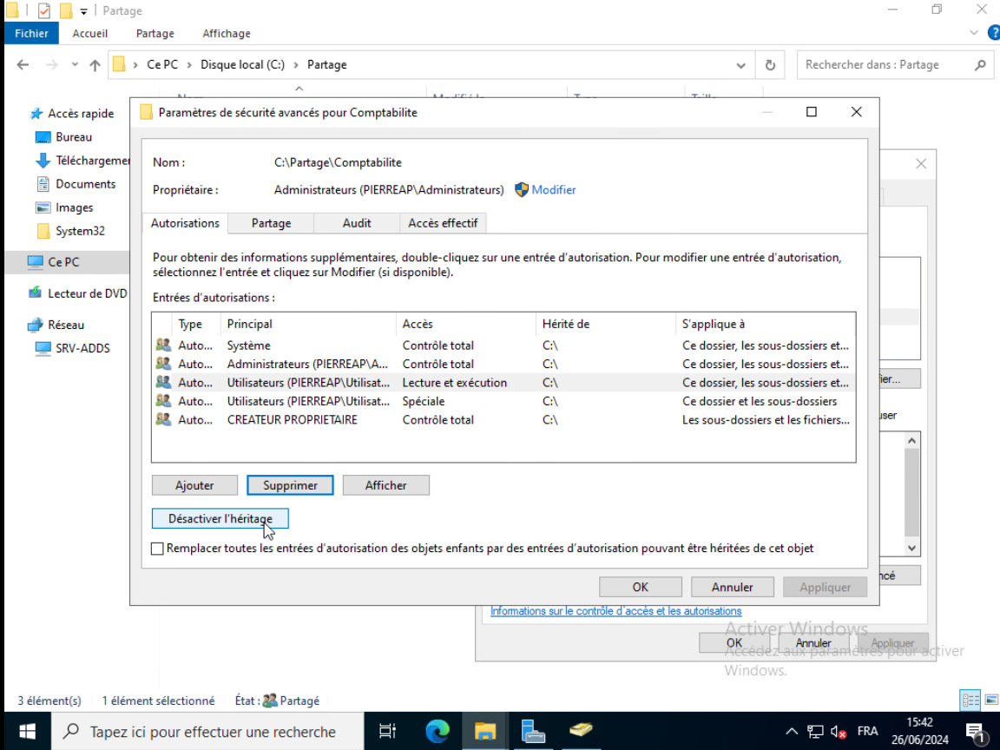 Partage
Fichier Accueil Partage Affichage
Ce PC Disque local (C:) Partage
Rechercher dans : Partage
Accès rapide
Bureau
Téléchargemen
Documents
Images
System32
Ce PC
Lecteur de DVD
Réseau
SRV-ADDS
Paramètres de sécurité avancés pour Comptabilite
Nom : C:\Partage\Comptabilite
Propriétaire : Administrateurs (PIERREAP\Administrateurs) Modifier
Autorisations Partage Audit Accès effectif
Pour obtenir des informations supplémentaires, double-cliquez sur une entrée d'autorisation. Pour modifier une entrée d'autorisation,
sélectionnez l'entrée et cliquez sur Modifier (si disponible).
Entrées d'autorisations :
Type Principal Accès Hérité de S'applique à
Auto... Système Contrôle total C:\ Ce dossier, les sous-dossiers et...
Auto... Administrateurs (PIERREAP\A... Contrôle total C:\ Ce dossier, les sous-dossiers et...
Auto... Utilisateurs (PIERREAP\Utilisat... Lecture et exécution C:\ Ce dossier, les sous-dossiers et...
Auto... Utilisateurs (PIERREAP\Utilisat... Spéciale C:\ Ce dossier et les sous-dossiers
Auto... CREATEUR PROPRIETAIRE Contrôle total C:\ Les sous-dossiers et les fichiers...
Ajouter Supprimer Afficher
Désactiver l'héritage
Remplacer toutes les entrées d'autorisation des objets enfants par des entrées d'autorisation pouvant être héritées de cet objet
OK Annuler Appliquer
ier...
user
ncé
Informations sur le contrôle d'accès et les autorisations
OK Annuler Appliquer
Activer Windows
Accédez aux paramètres pour activer
Windows.
3 élément(s) 1 élément sélectionné État : Partagé
Tapez ici pour effectuer une recherche
FRA
15:42
26/06/2024
1